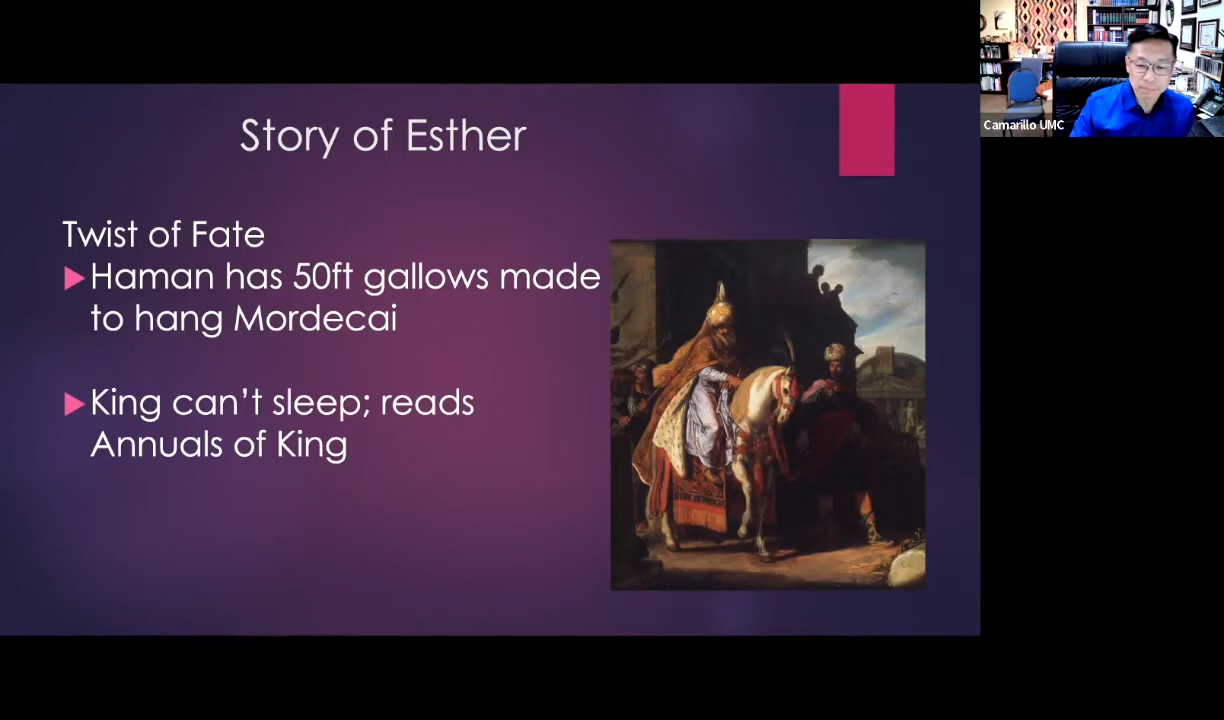 Story of Esther
Twist of Fate
Haman has 50ft gallows made
to hang Mordecai
King can’t sleep; reads
Annuals of King
Camarillo UMC